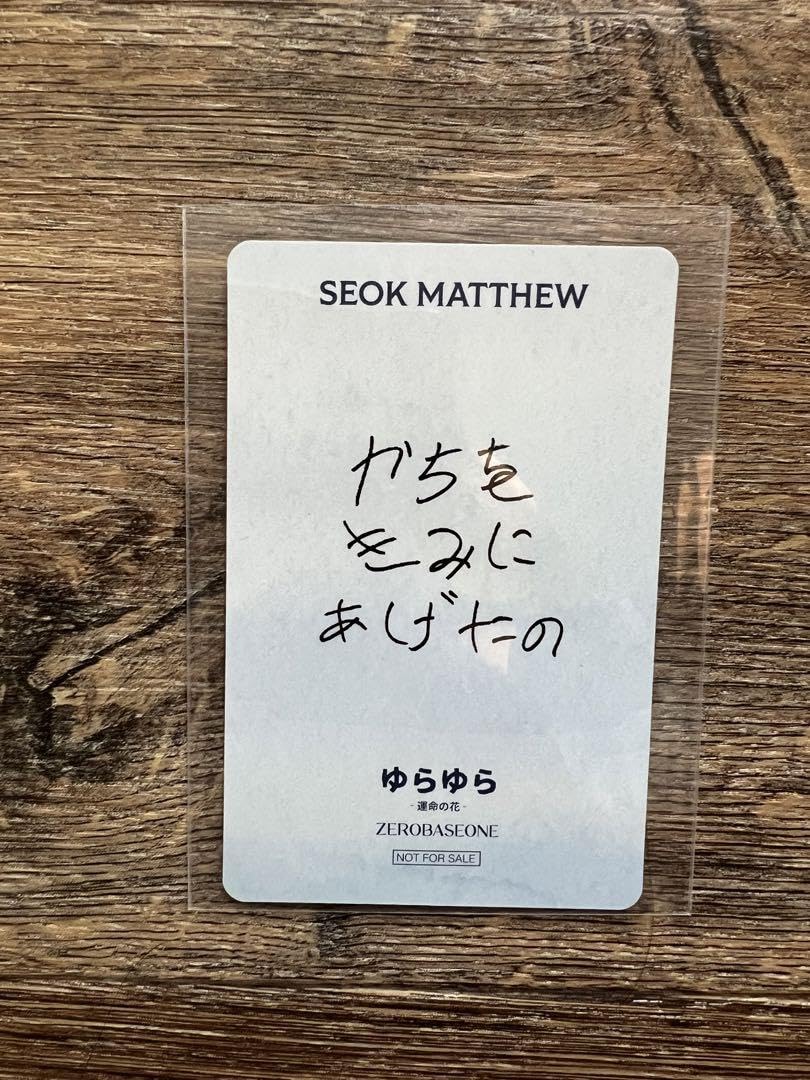 SEOK MATTHEW
かちを
きみに
あげたの
ゆらゆら
- 運命の花 -
ZEROBASEONE
NOT FOR SALE